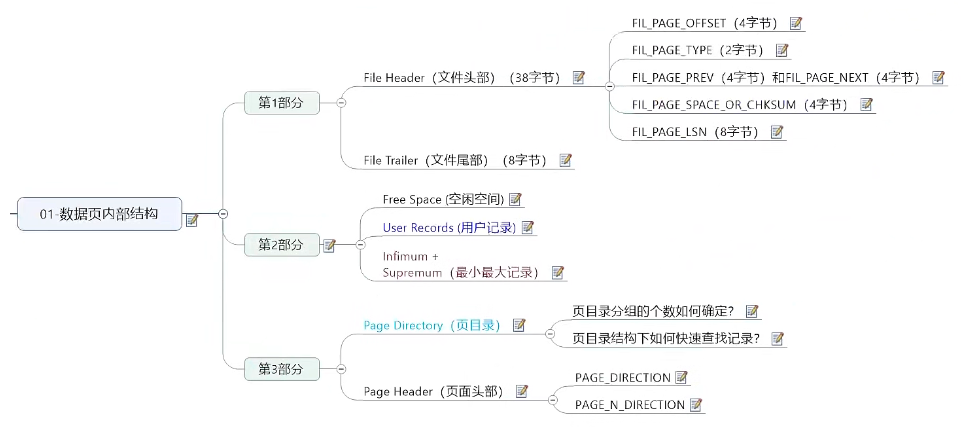 01-数据页内部结构
第1部分
File Header（文件头部）（38字节）
FIL_PAGE_OFFSET（4字节）
FIL_PAGE_TYPE（2字节）
FIL_PAGE_PREV（4字节）和FIL_PAGE_NEXT（4字节）
FIL_PAGE_SPACE_OR_CHKSUM（4字节）
FIL_PAGE_LSN（8字节）
File Trailer（文件尾部）（8字节）
第2部分
Free Space (空闲空间)
User Records (用户记录)
Infimum +
Supremum（最小最大记录）
第3部分
Page Directory（页目录）
页目录分组的个数如何确定？
页目录结构下如何快速查找记录？
Page Header（页面头部）
PAGE_DIRECTION
PAGE_N_DIRECTION